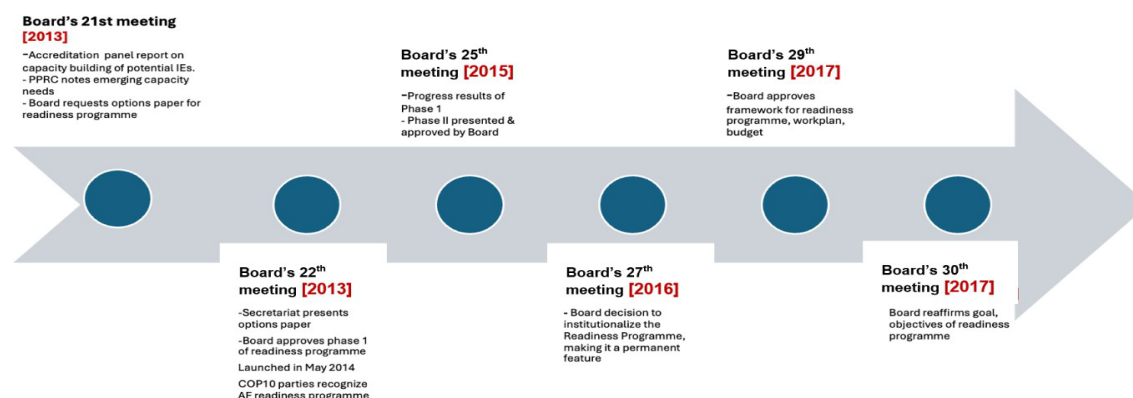 Board's 21st meeting
[2013]
-Accreditation panel report on
capacity building of potential IEs.
- PPRC notes emerging capacity
needs
- Board requests options paper for
readiness programme
Board's 22th
meeting [2013]
-Secretariat presents
options paper
-Board approves phase 1
of readiness programme
Launched in May 2014
COP10 parties recognize
AF readiness programme
Board's 25th
meeting [2015]
-Progress results of
Phase 1
- Phase II presented &
approved by Board
Board's 27th
meeting [2016]
- Board decision to
institutionalize the
Readiness Programme,
making it a permanent
feature
Board's 29th
meeting [2017]
-Board approves
framework for readiness
programme, workplan,
budget
Board's 30th
meeting [2017]
Board reaffirms goal,
objectives of readiness
programme